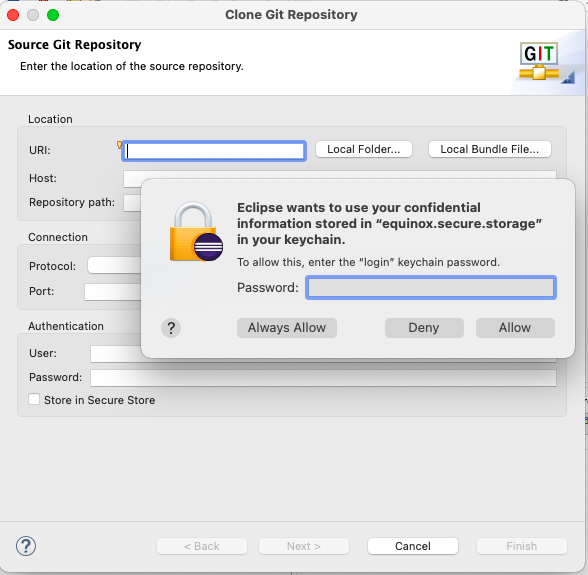 Clone Git Repository
Source Git Repository
Enter the location of the source repository.
GIT
Location
URI:
Local Folder...
Local Bundle File...
Host:
Repository path:
Eclipse wants to use your confidential
information stored in “equinox.secure.storage”
in your keychain.
To allow this, enter the “login” keychain password.
Password:
?
Always Allow
Deny
Allow
Connection
Protocol:
Port:
Authentication
User:
Password:
Store in Secure Store
?
< Back
Next >
Cancel
Finish